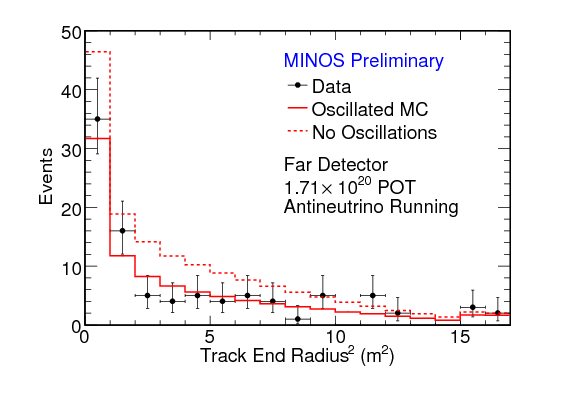 50
40
30
20
10
0
0 5 10 15
Events
Track End Radius² (m²)
MINOS Preliminary
Data
Oscillated MC
No Oscillations
Far Detector
1.71× 10²⁰ POT
Antineutrino Running